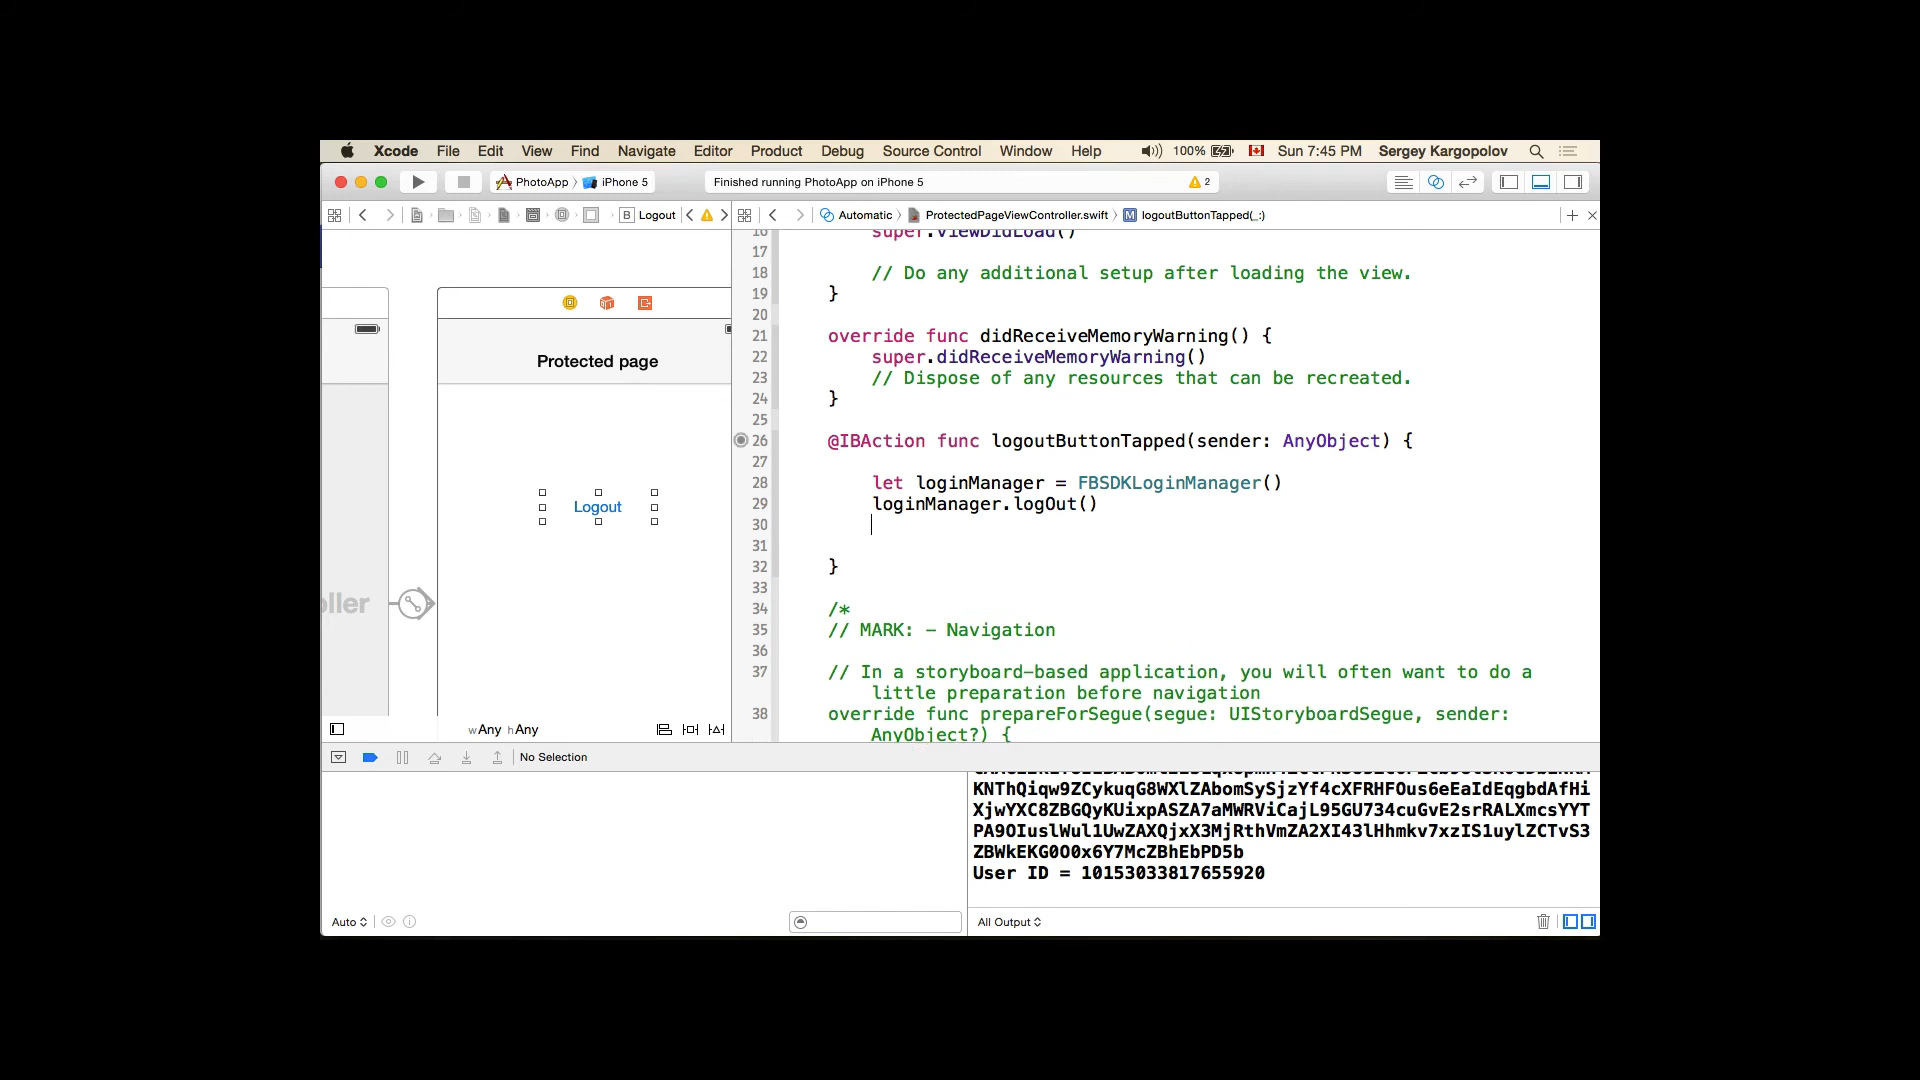 Xcode File Edit View Find Navigate Editor Product Debug Source Control Window Help 100% Sun 7:45 PM Sergey Kargopolov
PhotoApp iPhone 5 Finished running PhotoApp on iPhone 5 2
B Logout Automatic ProtectedPageViewController.swift M logoutButtonTapped(_:)
Protected page
Logout
oller
wAny hAny
16 super.viewDidLoad()
17
18 // Do any additional setup after loading the view.
19 }
20
21 override func didReceiveMemoryWarning() {
22 super.didReceiveMemoryWarning()
23 // Dispose of any resources that can be recreated.
24 }
25
26 @IBAction func logoutButtonTapped(sender: AnyObject) {
27
28 let loginManager = FBSDKLoginManager()
29 loginManager.logOut()
30
31
32 }
33
34 /*
35 // MARK: - Navigation
36
37 // In a storyboard-based application, you will often want to do a
little preparation before navigation
38 override func prepareForSegue(segue: UIStoryboardSegue, sender:
AnyObject?) {
No Selection
KNThQiqw9ZCykuqG8WXlZAbomSySjzYf4cXFRHFOus6eEaIdEqgbdAfHi
XjwYXC8ZBGQyKUixpASZA7aMWRViCajL95GU734cuGvE2srRALXmcsYYT
PA9OIuslWul1UwZAXQjxX3MjRthVmZA2XI43lHhmkv7xzIS1uylZCTvS3
ZBWkEKG0O0x6Y7McZBhEbPD5b
User ID = 10153033817655920
Auto All Output